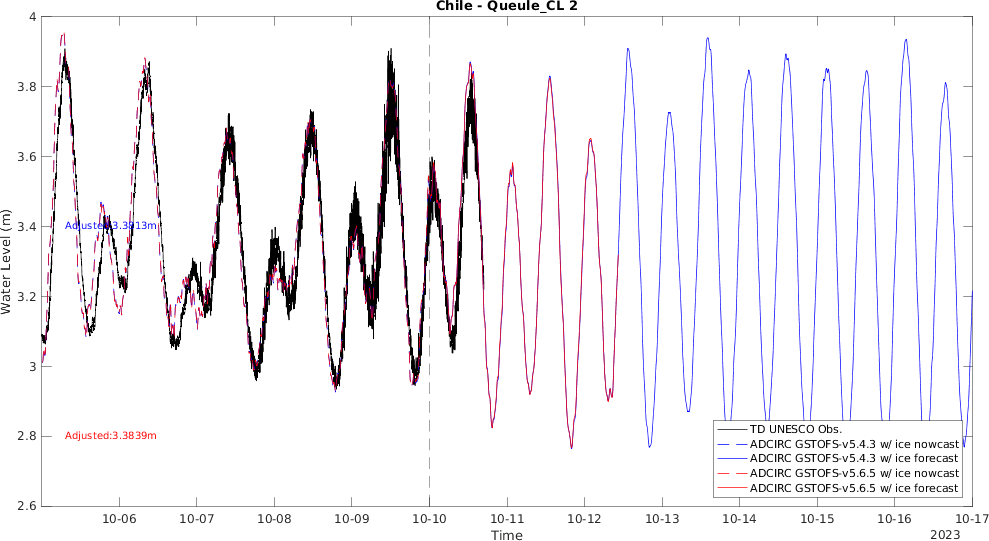 Chile - Queule_CL 2
4
3.8
3.6
3.4
3.2
3
2.8
2.6
Water Level (m)
Adjusted:3.3813m
Adjusted:3.3839m
TD UNESCO Obs.
ADCIRC GSTOFS-v5.4.3 w/ ice nowcast
ADCIRC GSTOFS-v5.4.3 w/ ice forecast
ADCIRC GSTOFS-v5.6.5 w/ ice nowcast
ADCIRC GSTOFS-v5.6.5 w/ ice forecast
10-06 10-07 10-08 10-09 10-10 10-11 10-12 10-13 10-14 10-15 10-16 10-17
Time
2023